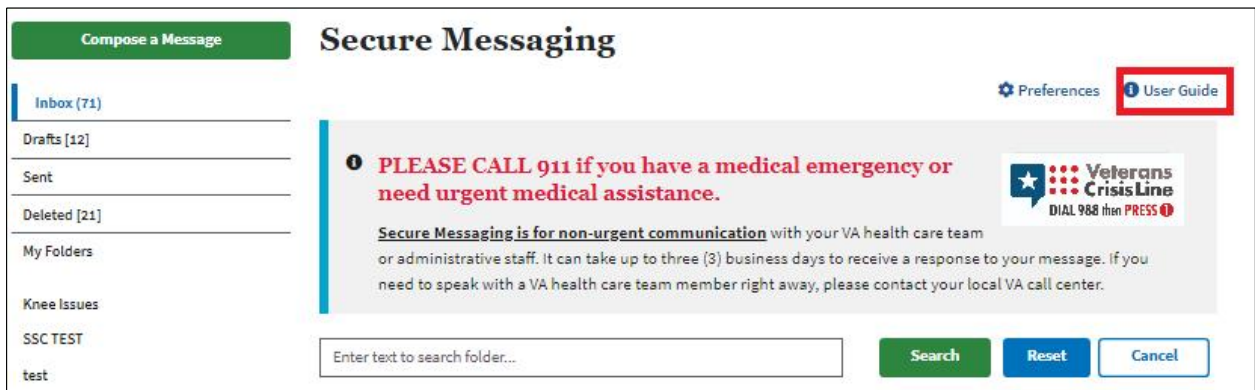 Compose a Message
Inbox (71)
Drafts [12]
Sent
Deleted [21]
My Folders
Knee Issues
SSC TEST
test
Secure Messaging
Preferences
User Guide
PLEASE CALL 911 if you have a medical emergency or
need urgent medical assistance.
Veterans
CrisisLine
DIAL 988 then PRESS 1
Secure Messaging is for non-urgent communication with your VA health care team
or administrative staff. It can take up to three (3) business days to receive a response to your message. If you
need to speak with a VA health care team member right away, please contact your local VA call center.
Enter text to search folder...
Search
Reset
Cancel